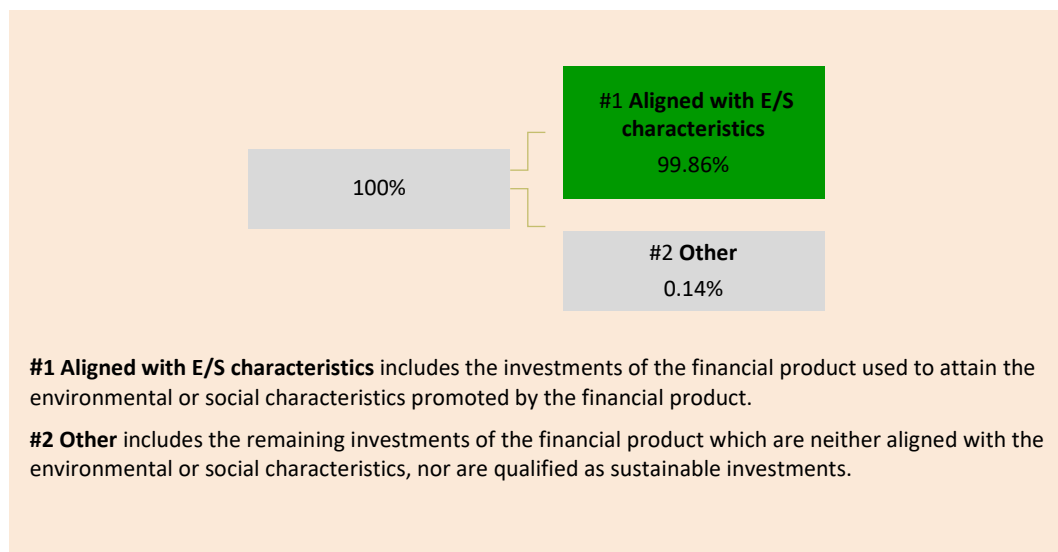 #1 Aligned with E/S
characteristics
99.86%
100%
#2 Other
0.14%
#1 Aligned with E/S characteristics includes the investments of the financial product used to attain the
environmental or social characteristics promoted by the financial product.
#2 Other includes the remaining investments of the financial product which are neither aligned with the
environmental or social characteristics, nor are qualified as sustainable investments.